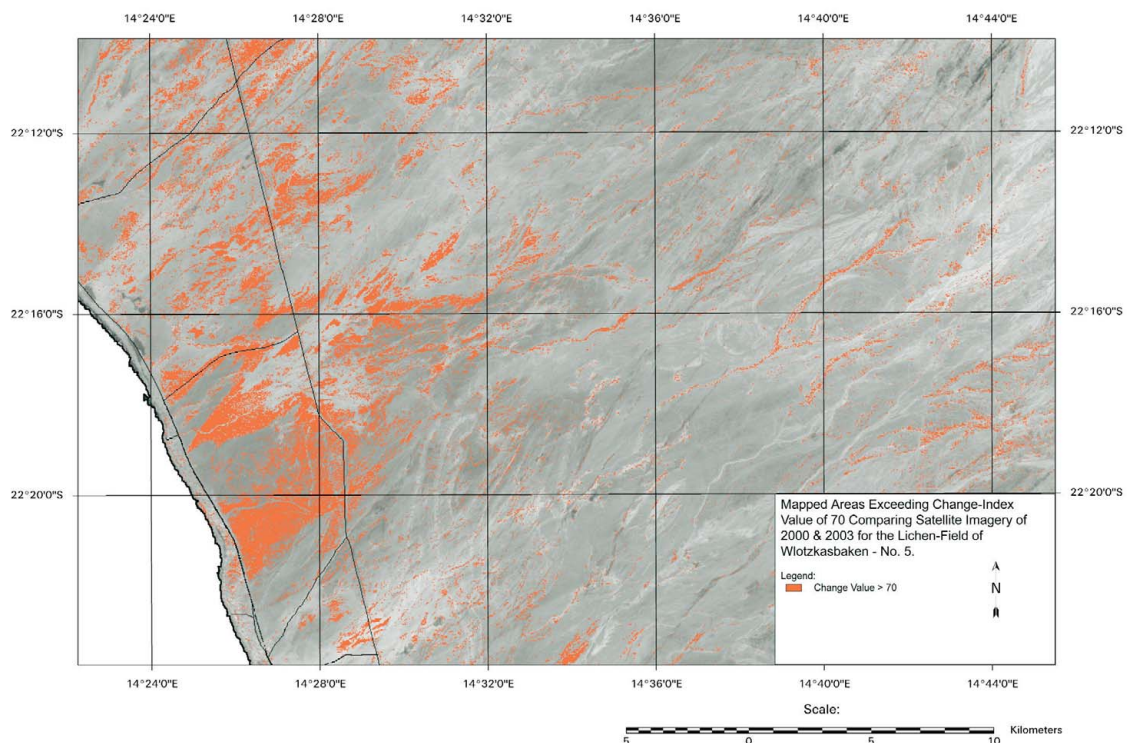 14°24'0"E 14°28'0"E 14°32'0"E 14°36'0"E 14°40'0"E 14°44'0"E
22°12'0"S 22°12'0"S
22°16'0"S 22°16'0"S
22°20'0"S 22°20'0"S
Mapped Areas Exceeding Change-Index
Value of 70 Comparing Satellite Imagery of
2000 & 2003 for the Lichen-Field of
Wlotzkasbaken - No. 5.
Legend:
Change Value > 70
N
14°24'0"E 14°28'0"E 14°32'0"E 14°36'0"E 14°40'0"E 14°44'0"E
Scale:
Kilometers
5 0 5 10